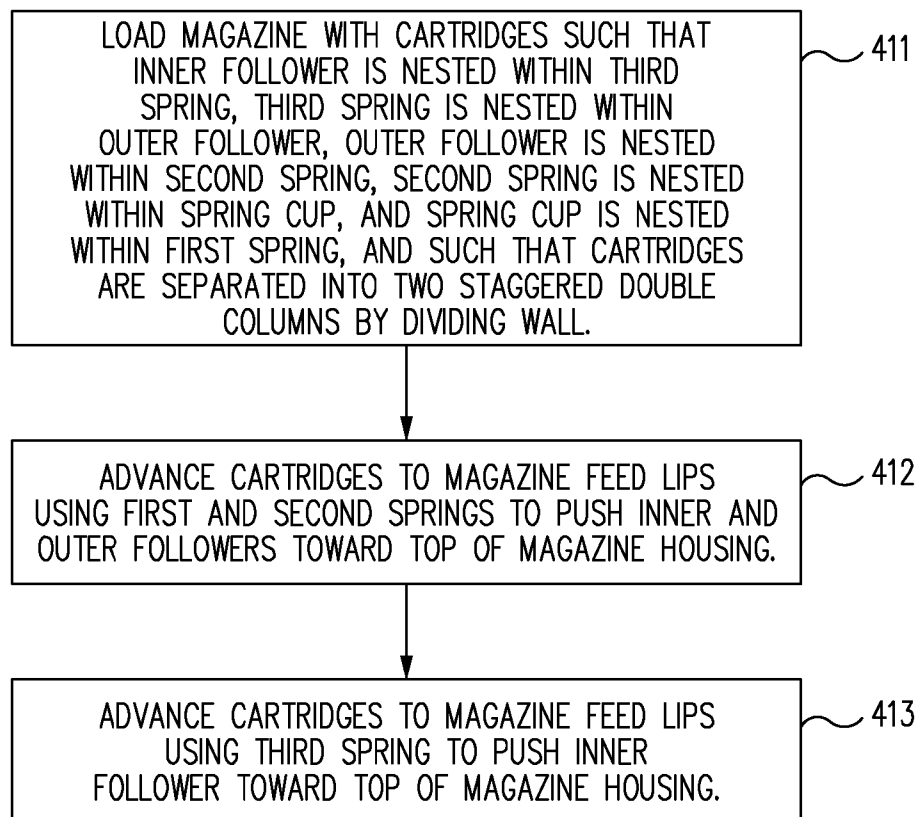 LOAD MAGAZINE WITH CARTRIDGES SUCH THAT
INNER FOLLOWER IS NESTED WITHIN THIRD
SPRING, THIRD SPRING IS NESTED WITHIN
OUTER FOLLOWER, OUTER FOLLOWER IS NESTED
WITHIN SECOND SPRING, SECOND SPRING IS NESTED
WITHIN SPRING CUP, AND SPRING CUP IS NESTED
WITHIN FIRST SPRING, AND SUCH THAT CARTRIDGES
ARE SEPARATED INTO TWO STAGGERED DOUBLE
COLUMNS BY DIVIDING WALL.
411
ADVANCE CARTRIDGES TO MAGAZINE FEED LIPS
USING FIRST AND SECOND SPRINGS TO PUSH INNER AND
OUTER FOLLOWERS TOWARD TOP OF MAGAZINE HOUSING.
412
ADVANCE CARTRIDGES TO MAGAZINE FEED LIPS
USING THIRD SPRING TO PUSH INNER
FOLLOWER TOWARD TOP OF MAGAZINE HOUSING.
413